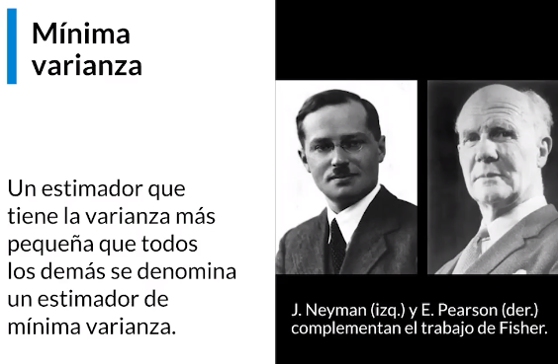 Mínima
varianza
Un estimador que
tiene la varianza más
pequeña que todos
los demás se denomina
un estimador de
mínima varianza.
J. Neyman (izq.) y E. Pearson (der.)
complementan el trabajo de Fisher.